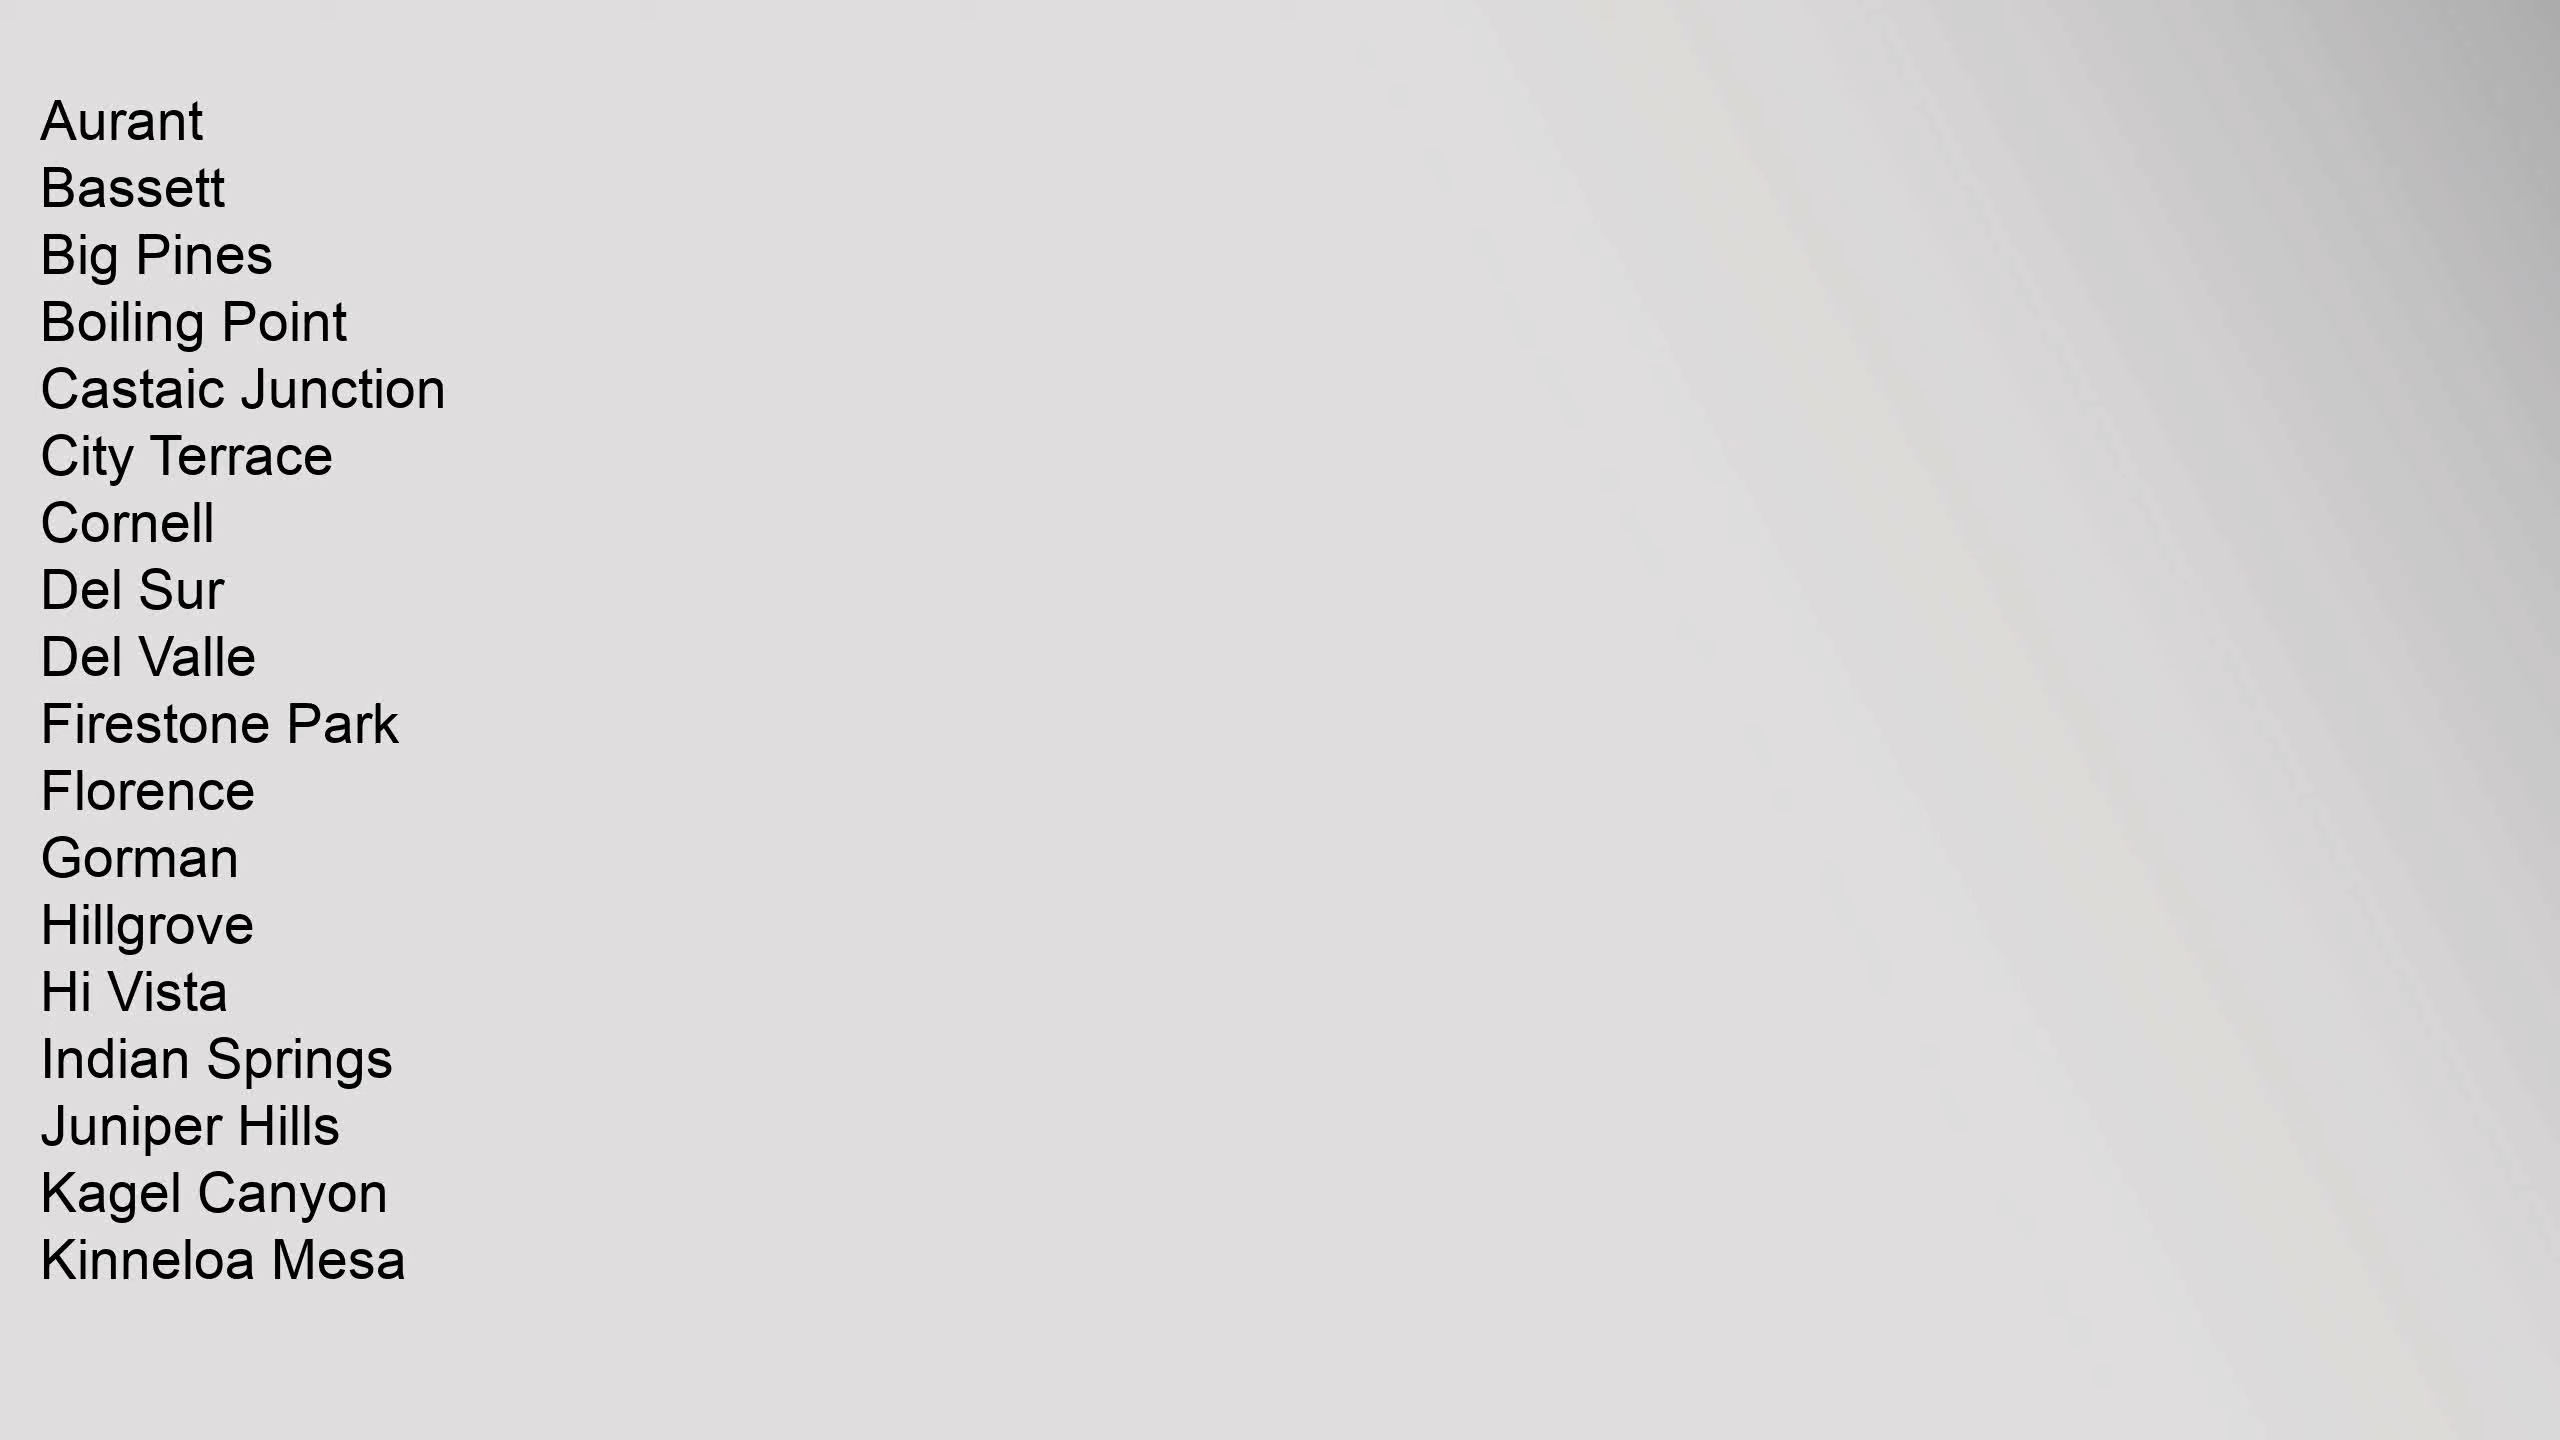 Aurant
Bassett
Big Pines
Boiling Point
Castaic Junction
City Terrace
Cornell
Del Sur
Del Valle
Firestone Park
Florence
Gorman
Hillgrove
Hi Vista
Indian Springs
Juniper Hills
Kagel Canyon
Kinneloa Mesa